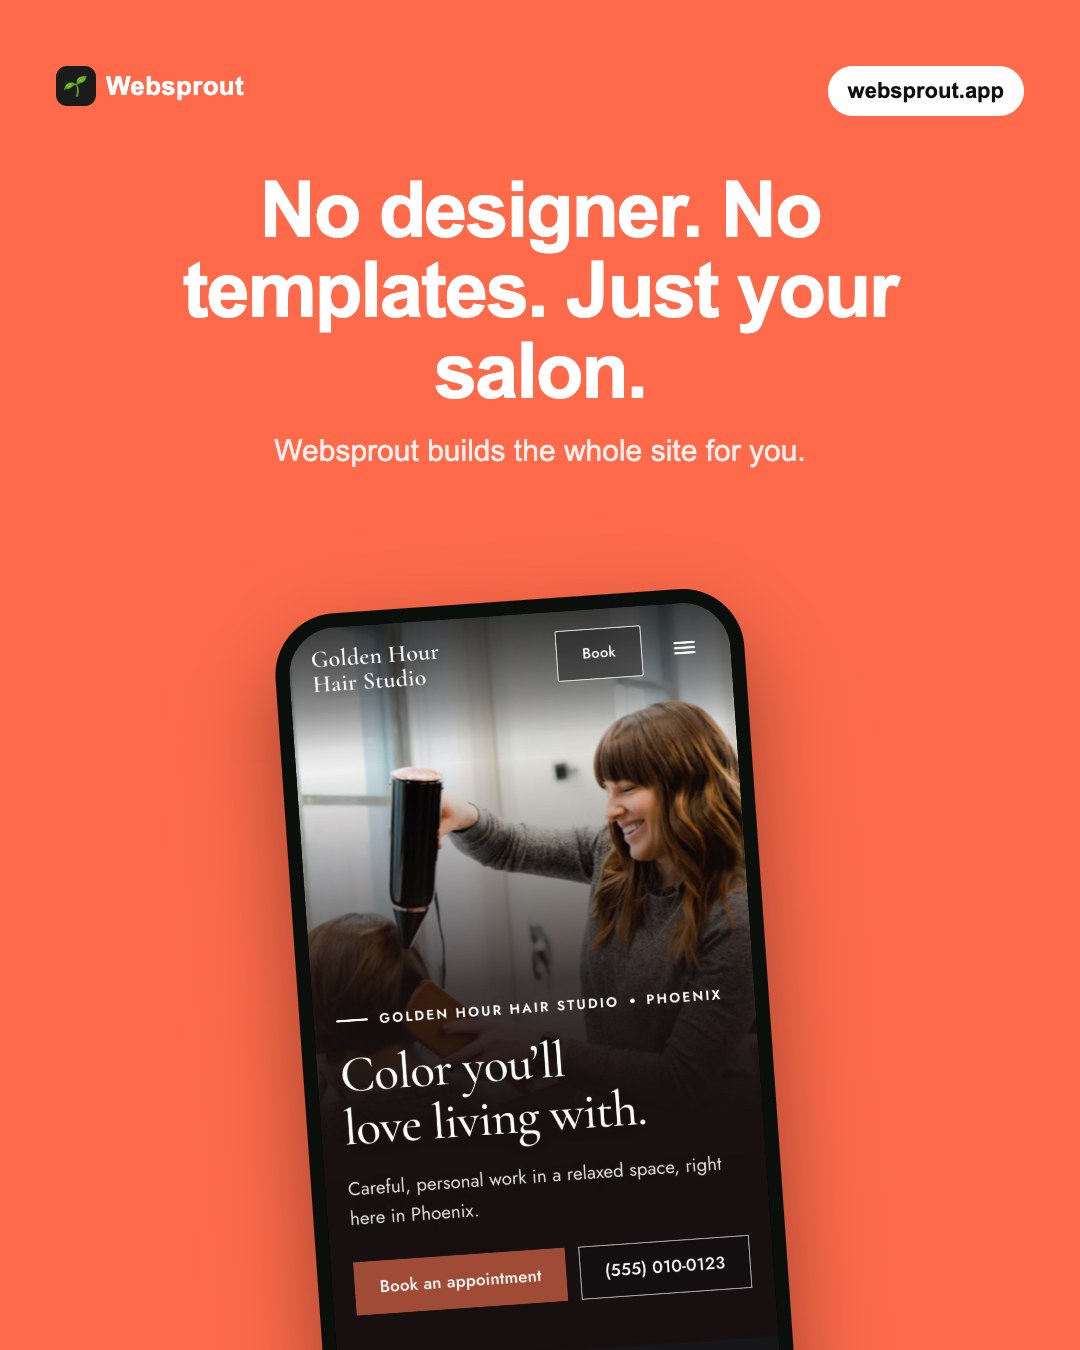 Websprout
websprout.app
No designer. No
templates. Just your
salon.
Websprout builds the whole site for you.
Golden Hour
Hair Studio
Book
GOLDEN HOUR HAIR STUDIO • PHOENIX
Color you’ll
love living with.
Careful, personal work in a relaxed space, right
here in Phoenix.
Book an appointment
(555) 010-0123